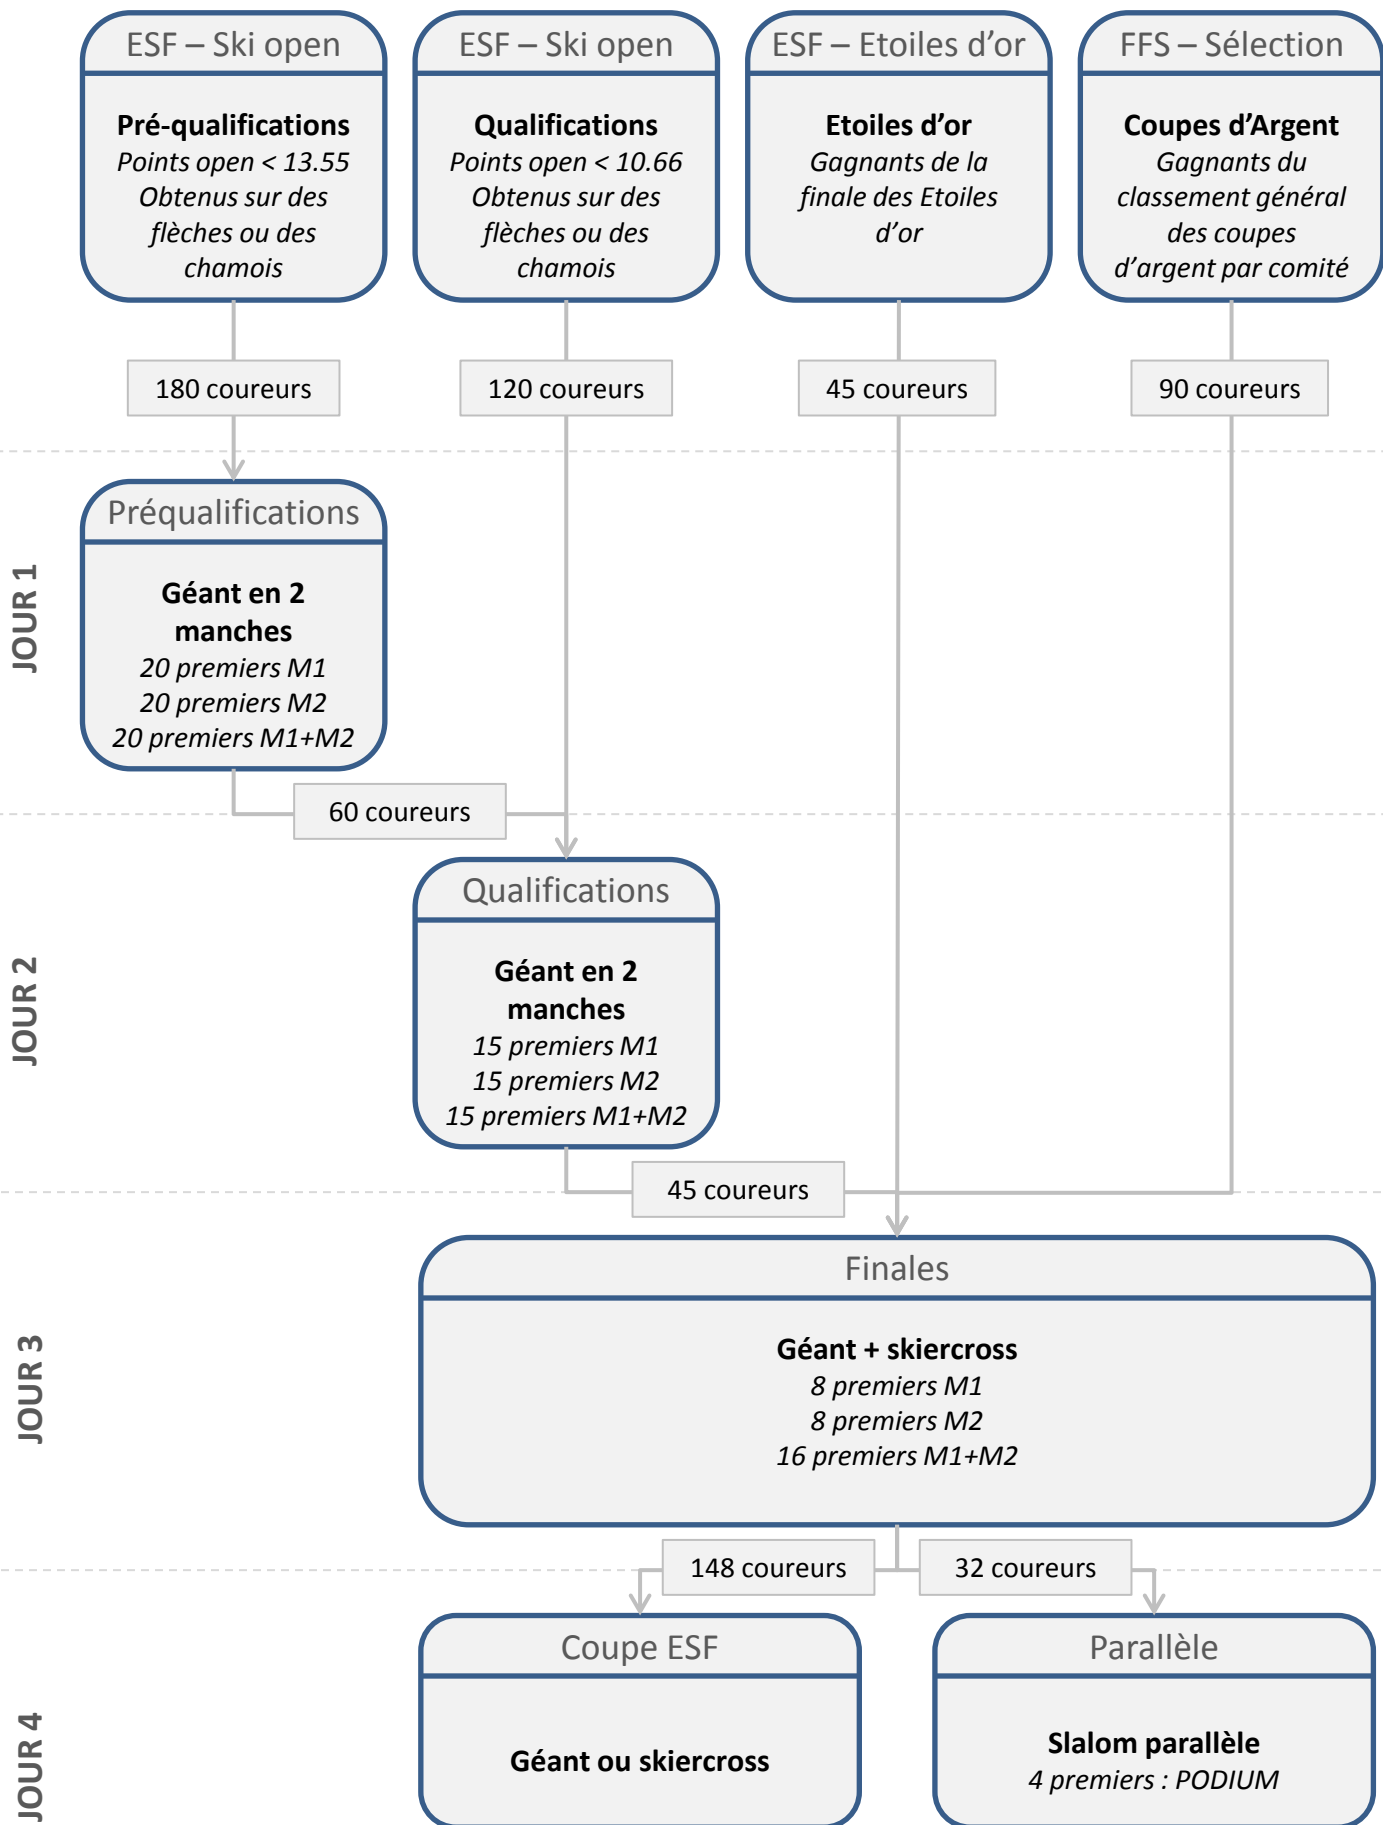 ESF – Ski open
Pré-qualifications
Points open < 13.55
Obtenus sur des
flèches ou des
chamois
ESF – Ski open
Qualifications
Points open < 10.66
Obtenus sur des
flèches ou des
chamois
ESF – Etoiles d'or
Etoiles d'or
Gagnants de la
finale des Etoiles
d'or
FFS – Sélection
Coupes d'Argent
Gagnants du
classement général
des coupes
d'argent par comité
180 coureurs
120 coureurs
45 coureurs
90 coureurs
JOUR 1
Préqualifications
Géant en 2
manches
20 premiers M1
20 premiers M2
20 premiers M1+M2
60 coureurs
JOUR 2
Qualifications
Géant en 2
manches
15 premiers M1
15 premiers M2
15 premiers M1+M2
45 coureurs
JOUR 3
Finales
Géant + skiercross
8 premiers M1
8 premiers M2
16 premiers M1+M2
148 coureurs
32 coureurs
JOUR 4
Coupe ESF
Géant ou skiercross
Parallèle
Slalom parallèle
4 premiers : PODIUM